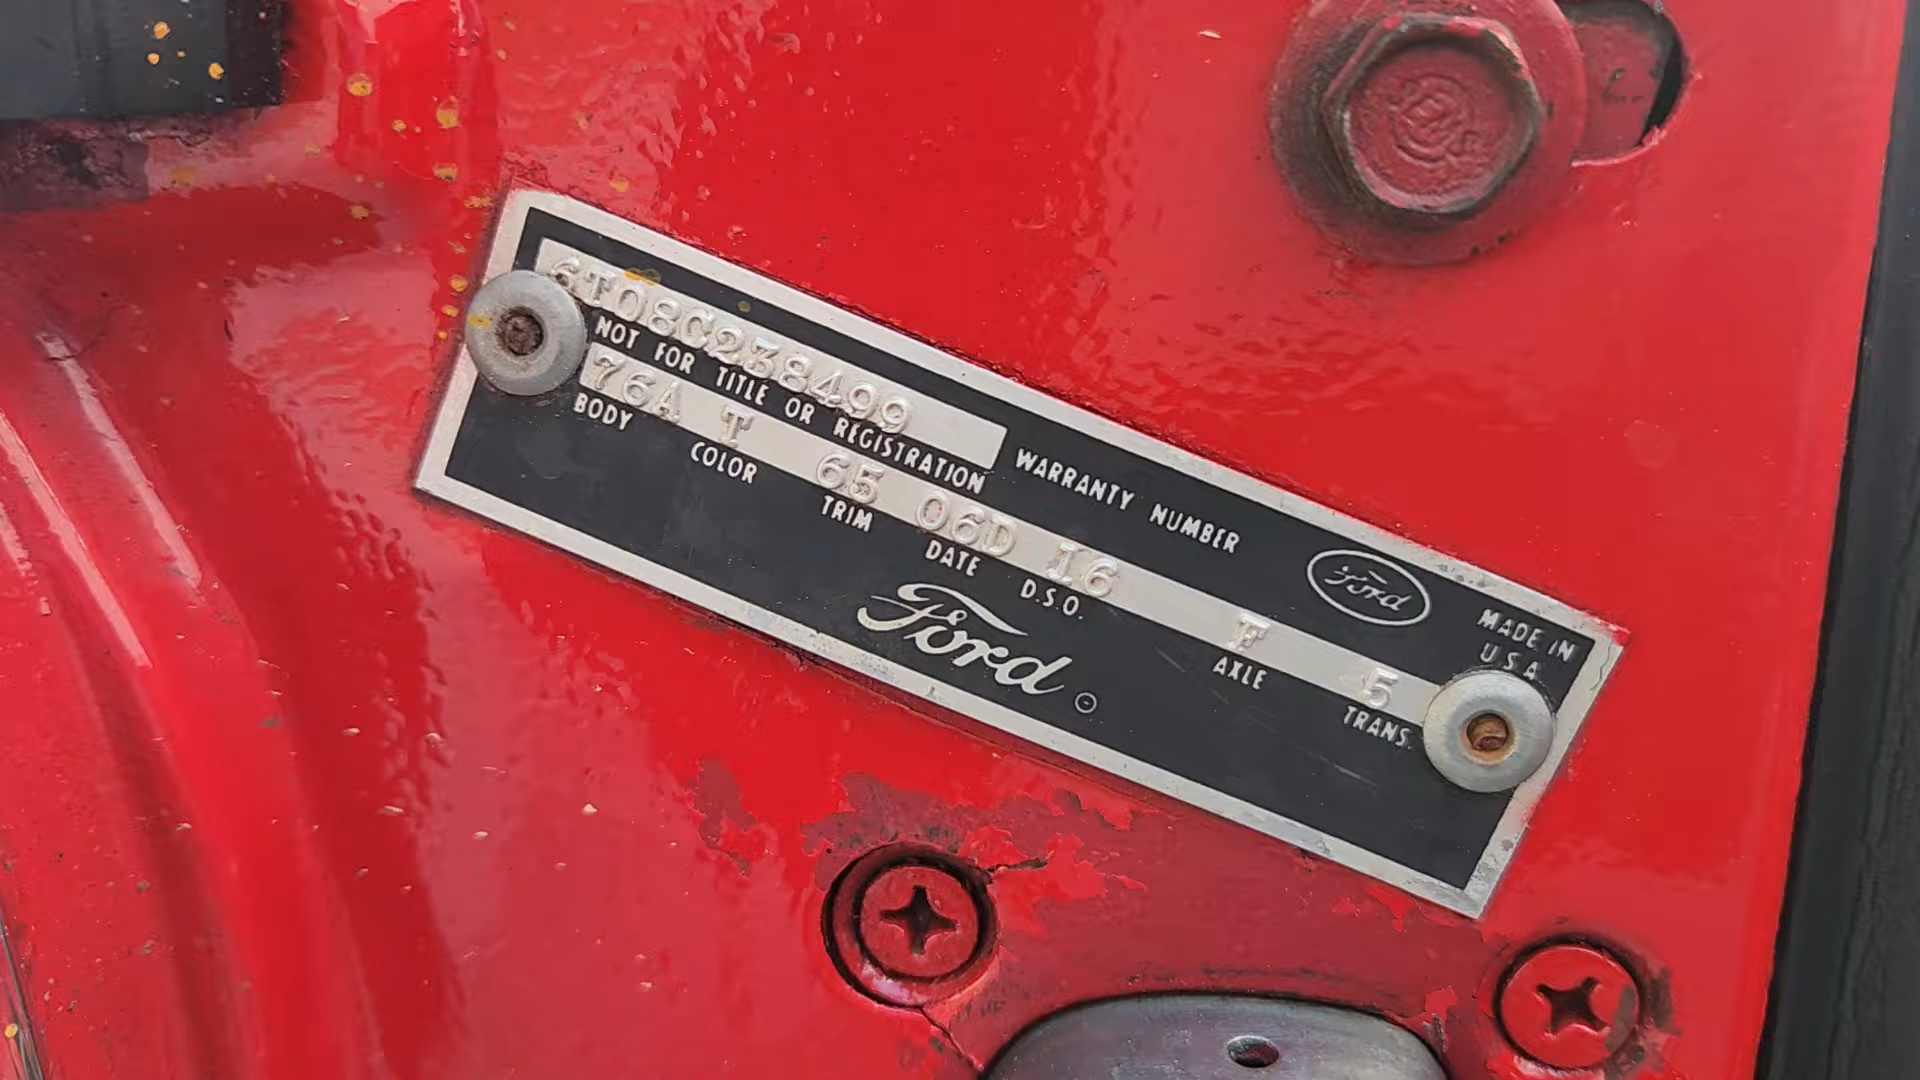 6T08C238499
NOT FOR TITLE OR REGISTRATION
WARRANTY NUMBER
76A T 65 06D 16 F 5
BODY COLOR TRIM DATE D.S.O. AXLE TRANS.
Ford
MADE IN
U S A
Ford